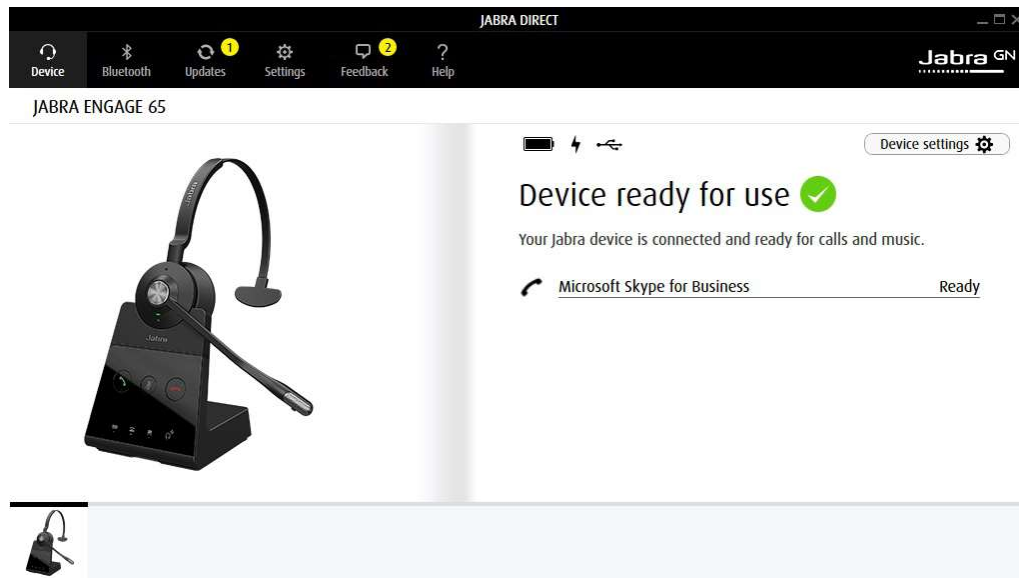 JABRA DIRECT
1
2
?
Device
Bluetooth
Updates
Settings
Feedback
Help
Jabra GN
JABRA ENGAGE 65
Device settings
Device ready for use
Your Jabra device is connected and ready for calls and music.
Microsoft Skype for Business Ready
Jabra
Jabra